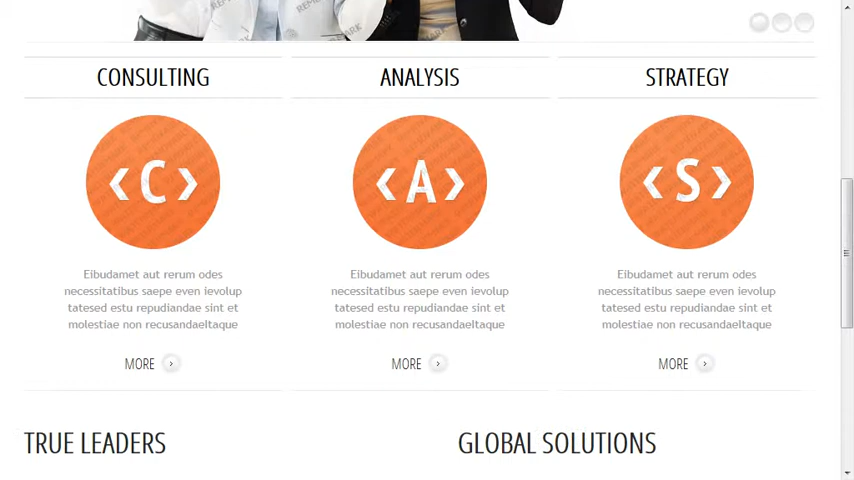 CONSULTING
ANALYSIS
STRATEGY
<C>
<A>
<S>
Eibudamet aut rerum odes
necessitatibus saepe even ievolup
tatesed estu repudiandae sint et
molestiae non recusandaeltaque
Eibudamet aut rerum odes
necessitatibus saepe even ievolup
tatesed estu repudiandae sint et
molestiae non recusandaeltaque
Eibudamet aut rerum odes
necessitatibus saepe even ievolup
tatesed estu repudiandae sint et
molestiae non recusandaeltaque
MORE
MORE
MORE
TRUE LEADERS
GLOBAL SOLUTIONS